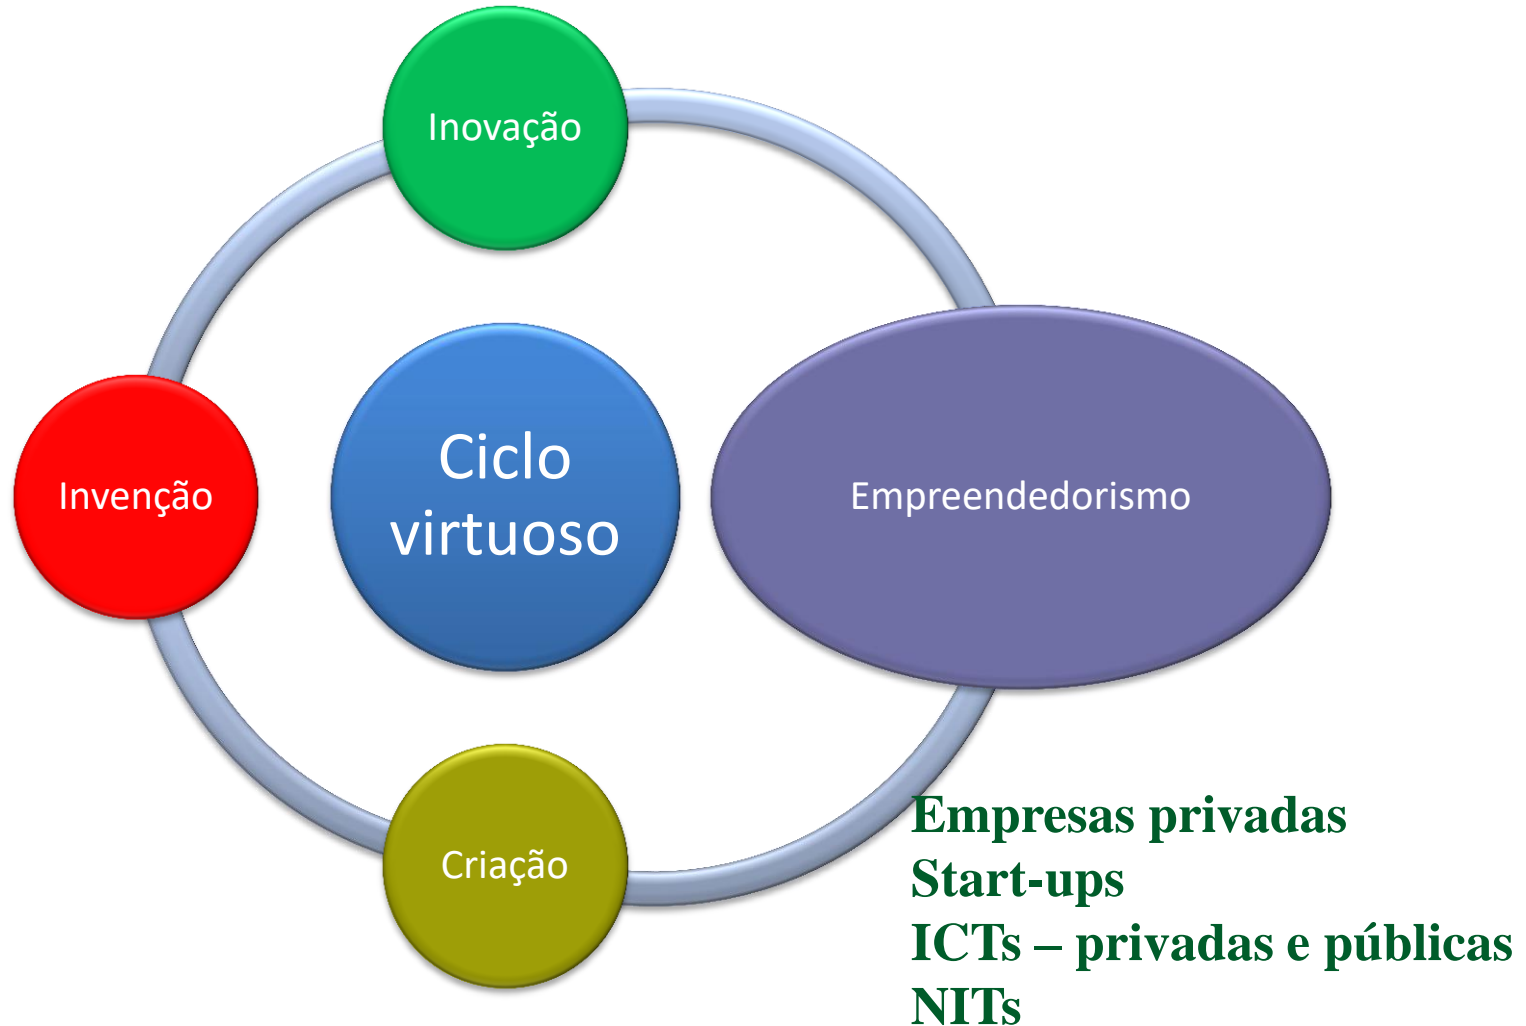 Inovação
Invenção
Ciclo
virtuoso
Empreendedorismo
Criação
Empresas privadas
Start-ups
ICTs – privadas e públicas
NITs